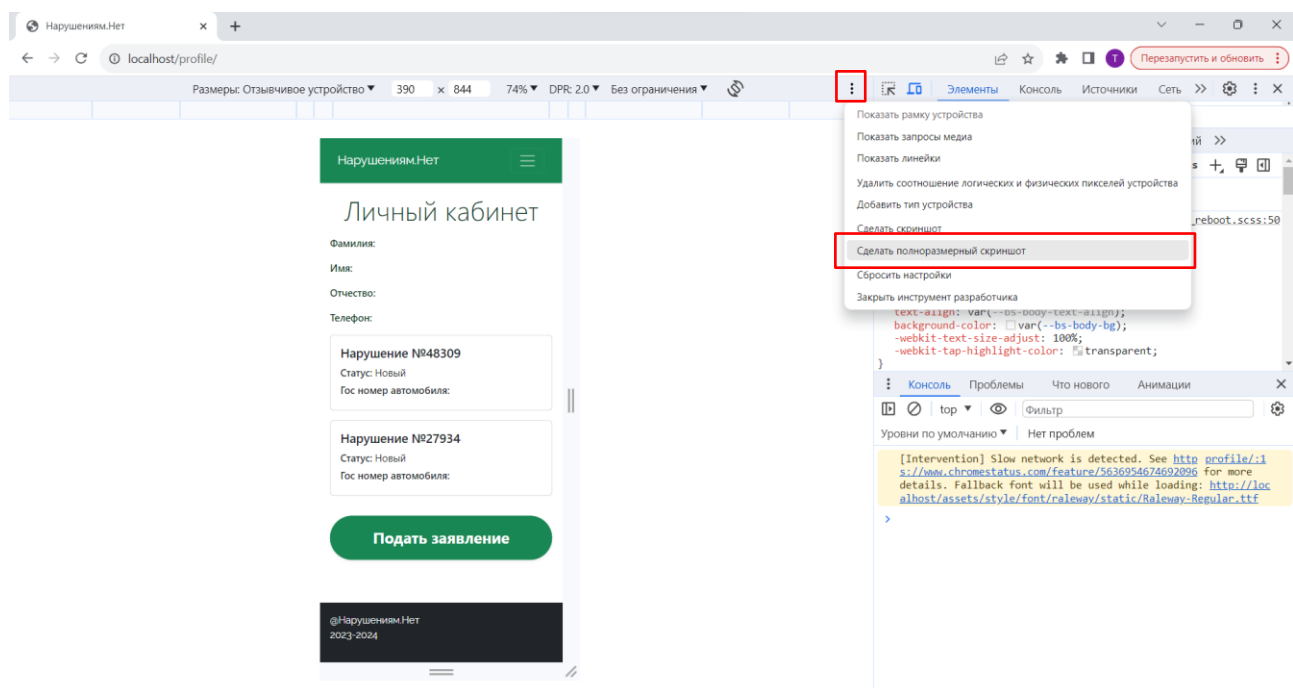 Нарушениям.Нет
localhost/profile/
T
Перезапустить и обновить
Размеры: Отзывчивое устройство 390 × 844 74% DPR: 2.0 Без ограничения
Элементы Консоль Источники Сеть
Показать рамку устройства
Показать запросы медиа
Показать линейки
Удалить соотношение логических и физических пикселей устройства
Добавить тип устройства
Сделать скриншот
Сделать полноразмерный скриншот
Сбросить настройки
Закрыть инструмент разработчика
ий
s
_reboot.scss:50
text-align: var(--bs-body-text-align);
background-color: var(--bs-body-bg);
-webkit-text-size-adjust: 100%;
-webkit-tap-highlight-color: transparent;
}
Нарушениям.Нет
Личный кабинет
Фамилия:
Имя:
Отчество:
Телефон:
Нарушение №48309
Статус: Новый
Гос номер автомобиля:
Нарушение №27934
Статус: Новый
Гос номер автомобиля:
Подать заявление
@Нарушениям.Нет
2023-2024
Консоль Проблемы Что нового Анимации
top Фильтр
Уровни по умолчанию Нет проблем
[Intervention] Slow network is detected. See http profile/:1
s://www.chromestatus.com/feature/5636954674692096 for more
details. Fallback font will be used while loading: http://loc
alhost/assets/style/font/raleway/static/Raleway-Regular.ttf